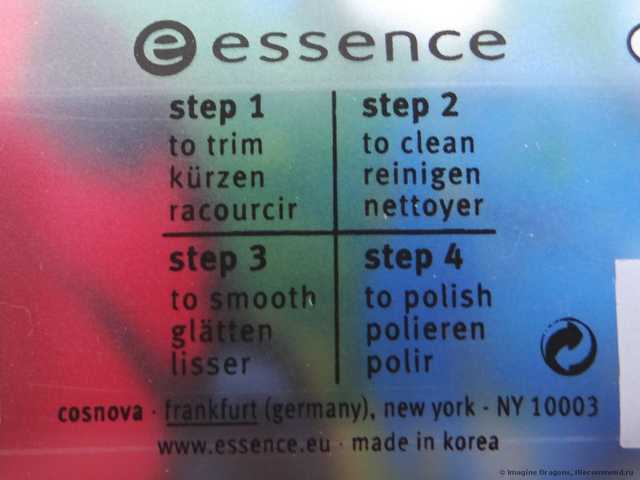 essence
step 1
to trim
kürzen
racourcir
step 2
to clean
reinigen
nettoyer
step 3
to smooth
glätten
lisser
step 4
to polish
polieren
polir
cosnova · frankfurt (germany), new york - NY 10003
www.essence.eu · made in korea
© Imagine Dragons, IRecommend.ru